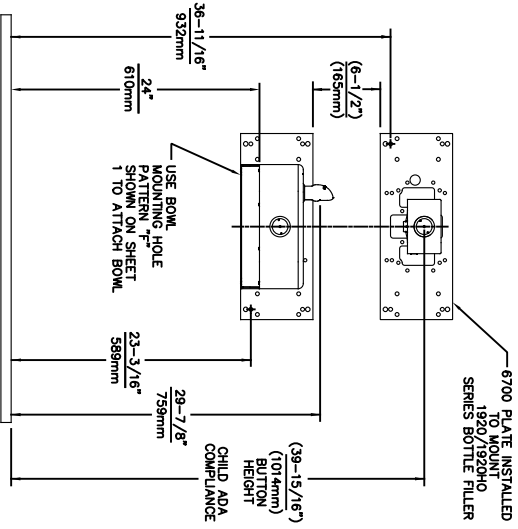 6700 PLATE INSTALLED
TO MOUNT
1920/1920HO
SERIES BOTTLE FILLER
36-11/16"
932mm
(6-1/2")
(165mm)
24"
610mm
USE BOWL
MOUNTING HOLE
PATTERN "F"
SHOWN ON SHEET
1 TO ATTACH BOWL
23-3/16"
589mm
29-7/8"
759mm
(39-15/16")
(1014mm)
BUTTON
HEIGHT
CHILD ADA
COMPLIANCE